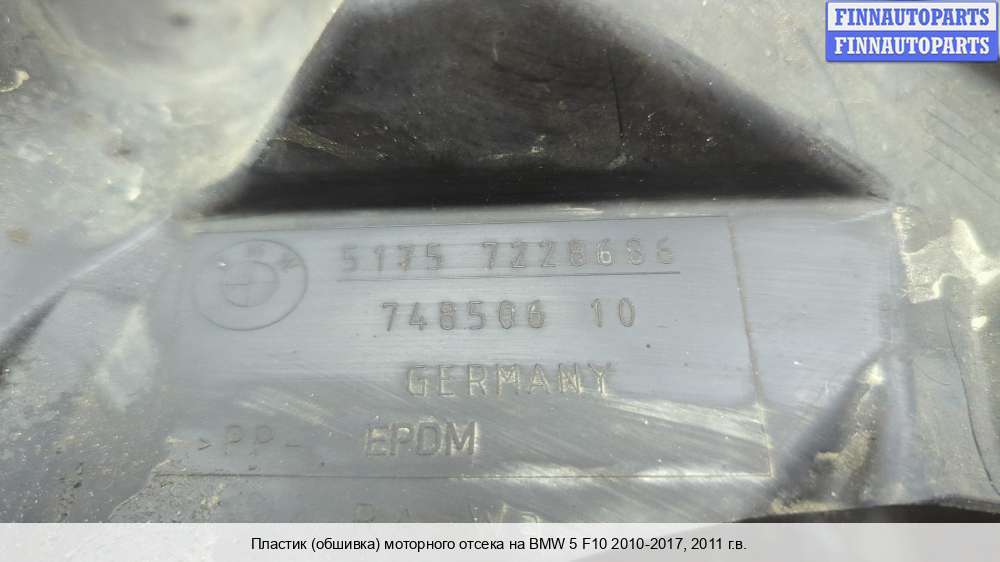 FINNAUTOPARTS
FINNAUTOPARTS
5175 7228686
748506 10
GERMANY
>PP- EPDM
Пластик (обшивка) моторного отсека на BMW 5 F10 2010-2017, 2011 г.в.